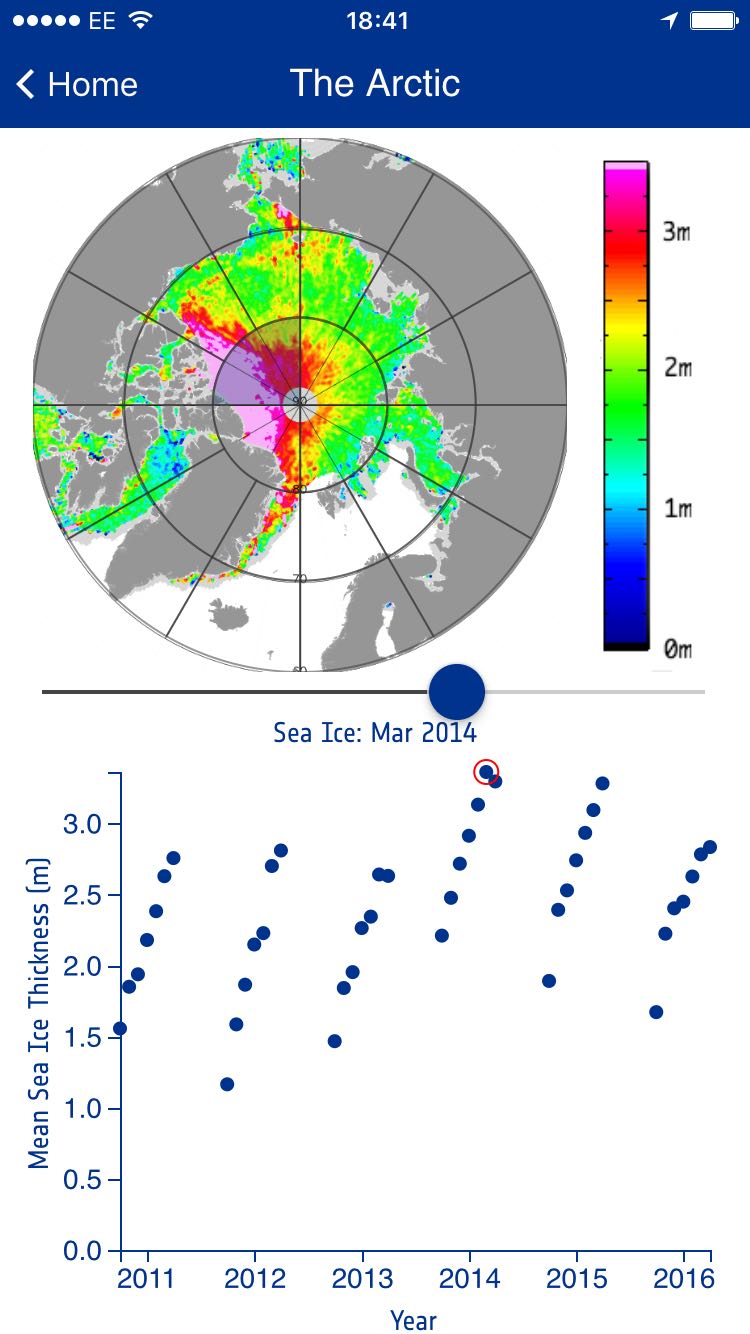 EE 18:41
Home The Arctic
3m
2m
1m
0m
90
80
70
60
Sea Ice: Mar 2014
Mean Sea Ice Thickness (m)
3.0
2.5
2.0
1.5
1.0
0.5
0.0
2011 2012 2013 2014 2015 2016
Year